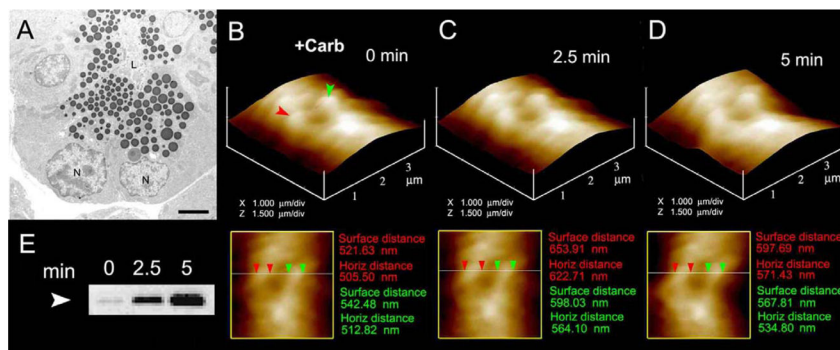 A
L
N
N
B
+Carb
0 min
X 1.000 μm/div
Z 1.500 μm/div
1
2
3
μm
C
2.5 min
X 1.000 μm/div
Z 1.500 μm/div
1
2
3
μm
D
5 min
X 1.000 μm/div
Z 1.500 μm/div
1
2
3
μm
E
min 0 2.5 5
Surface distance
521.63 nm
Horiz distance
505.50 nm
Surface distance
542.48 nm
Horiz distance
512.82 nm
Surface distance
653.91 nm
Horiz distance
622.71 nm
Surface distance
598.03 nm
Horiz distance
564.10 nm
Surface distance
597.69 nm
Horiz distance
571.43 nm
Surface distance
567.81 nm
Horiz distance
534.80 nm